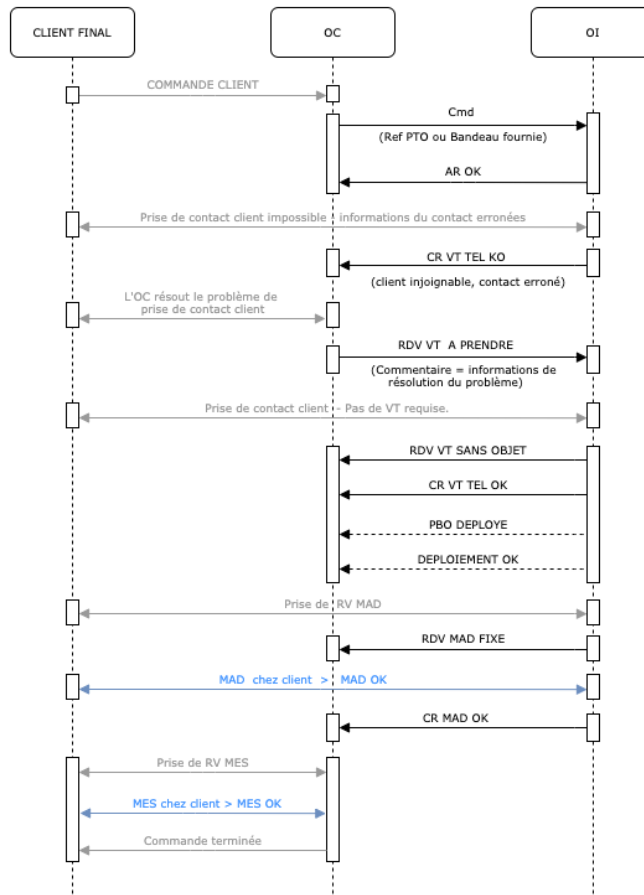 CLIENT FINAL
OC
OI
COMMANDE CLIENT
Cmd
(Ref PTO ou Bandeau fournie)
AR OK
Prise de contact client impossible - informations du contact erronées
CR VT TEL KO
(client injoignable, contact erroné)
L'OC résout le problème de
prise de contact client
RDV VT A PRENDRE
(Commentaire = informations de
résolution du problème)
Prise de contact client - Pas de VT requise.
RDV VT SANS OBJET
CR VT TEL OK
PBO DEPLOYE
DEPLOIEMENT OK
Prise de RV MAD
RDV MAD FIXE
MAD chez client > MAD OK
CR MAD OK
Prise de RV MES
MES chez client > MES OK
Commande terminée